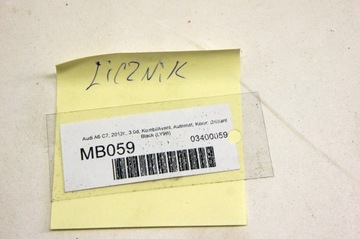 LICZNIK
Audi A6 C7, 2012r., 3.0d, Kombi/Avant, Automat, Kolor: Brilliant
Black (LY9B)
MB059
03400059